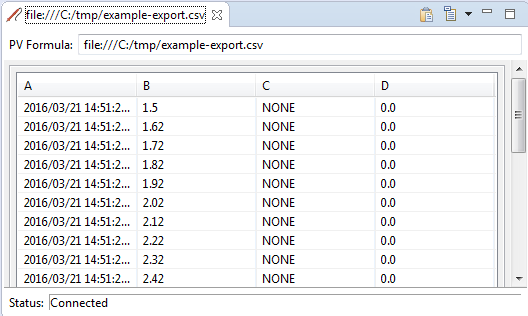 file:///C:/tmp/example-export.csv
PV Formula: file:///C:/tmp/example-export.csv
A B C D
2016/03/21 14:51:2... 1.5 NONE 0.0
2016/03/21 14:51:2... 1.62 NONE 0.0
2016/03/21 14:51:2... 1.72 NONE 0.0
2016/03/21 14:51:2... 1.82 NONE 0.0
2016/03/21 14:51:2... 1.92 NONE 0.0
2016/03/21 14:51:2... 2.02 NONE 0.0
2016/03/21 14:51:2... 2.12 NONE 0.0
2016/03/21 14:51:2... 2.22 NONE 0.0
2016/03/21 14:51:2... 2.32 NONE 0.0
2016/03/21 14:51:2... 2.42 NONE 0.0
Status: Connected